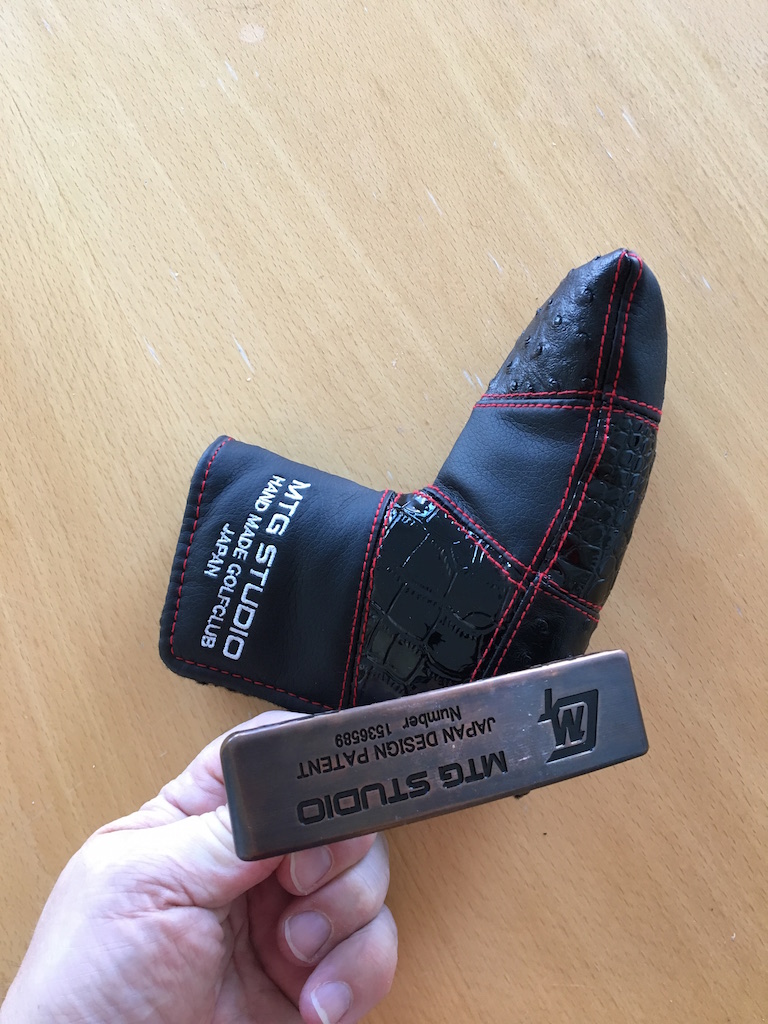 MTG STUDIO
HAND MADE GOLFCLUB
JAPAN
MTG STUDIO
JAPAN DESIGN PATENT
Number 1536589